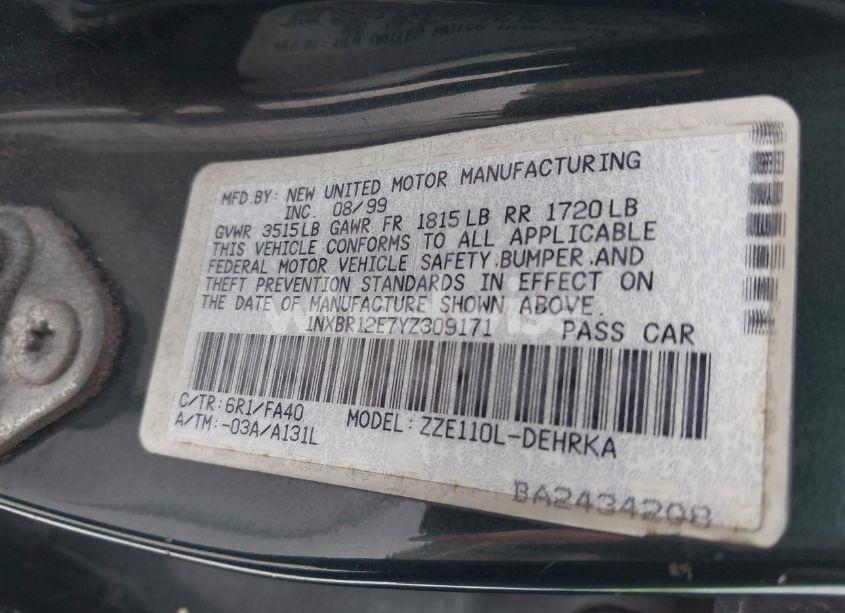 MFD.BY: NEW UNITED MOTOR MANUFACTURING
INC. 08/99
GVWR 3515LB GAWR FR 1815LB RR 1720LB
THIS VEHICLE CONFORMS TO ALL APPLICABLE
FEDERAL MOTOR VEHICLE SAFETY.BUMPER.AND
THEFT PREVENTION STANDARDS IN EFFECT ON
THE DATE OF MANUFACTURE SHOWN ABOVE.
1NXBR12E7YZ309171 PASS CAR
C/TR: 6R1/FA40
A/TM: -03A/A131L
MODEL: ZZE110L-DEHRKA
BA2434208